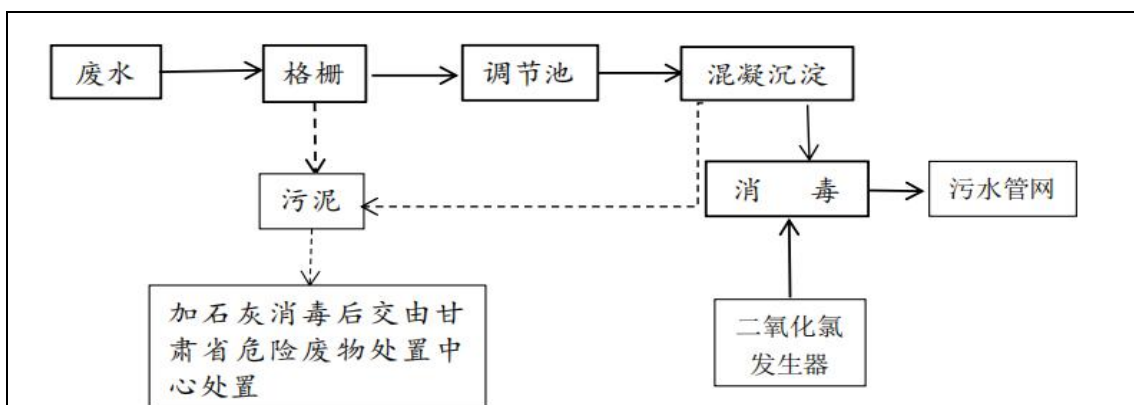 废水
格栅
调节池
混凝沉淀
污泥
消 毒
污水管网
加石灰消毒后交由甘
肃省危险废物处置中
心处置
二氧化氯
发生器